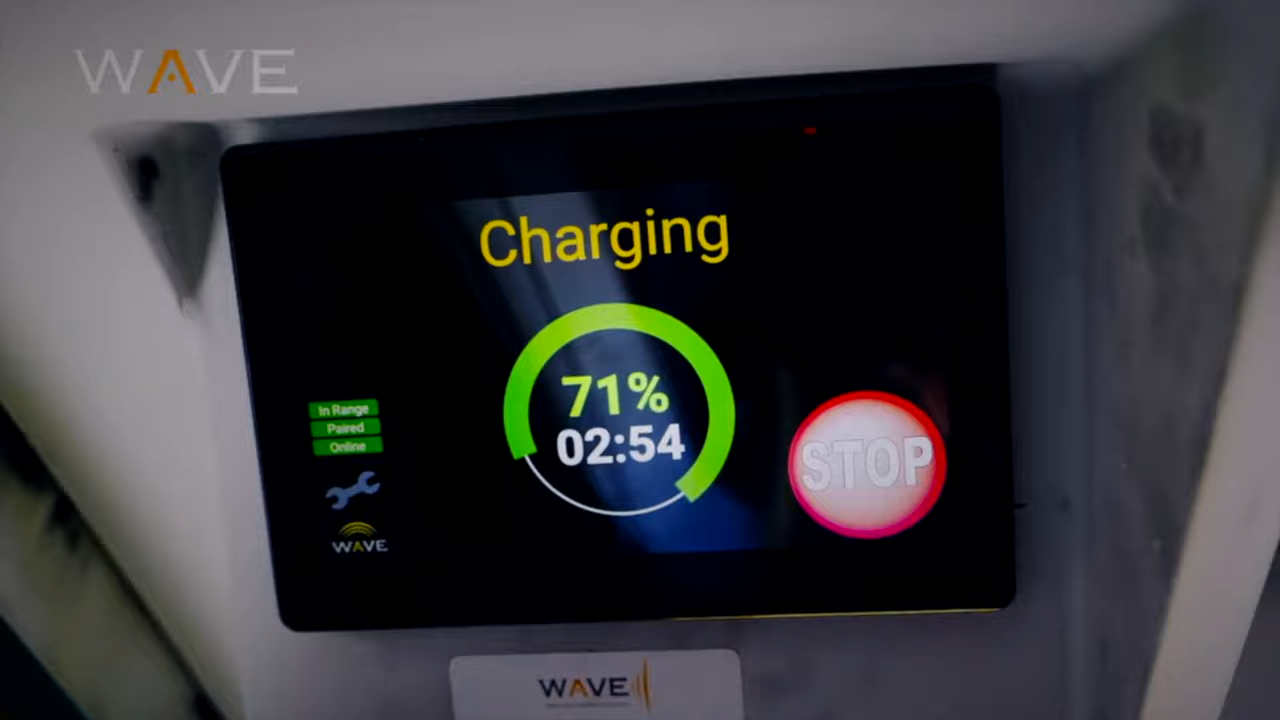 WAVE
Charging
71%
02:54
In Range
Paired
Online
STOP
WAVE
WAVE